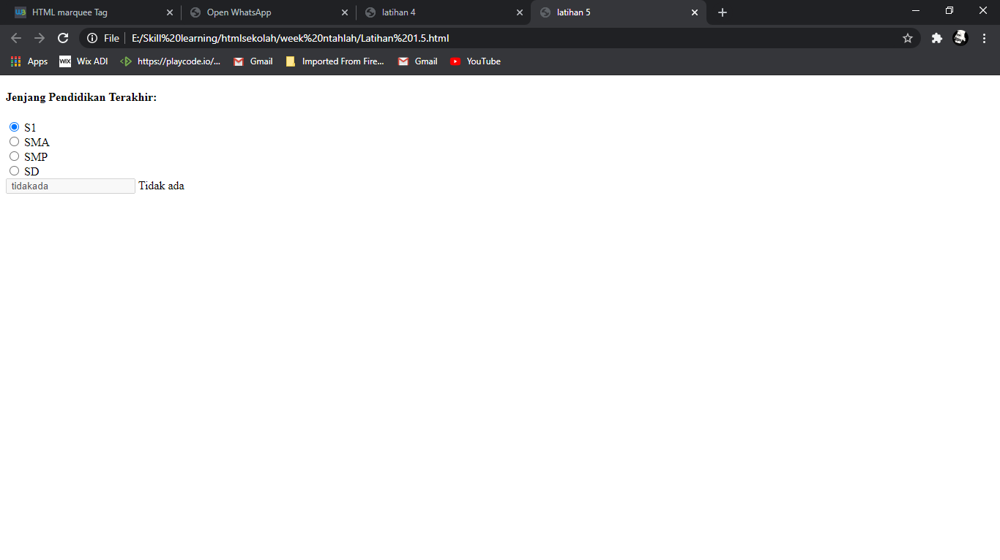 HTML marquee Tag
Open WhatsApp
latihan 4
latihan 5
File
E:/Skill%20learning/htmlsekolah/week%20ntahlah/Latihan%201.5.html
Apps
WIX Wix ADI
https://playcode.io/...
Gmail
Imported From Fire...
Gmail
YouTube
Jenjang Pendidikan Terakhir:
S1
SMA
SMP
SD
tidakada Tidak ada